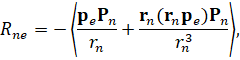 R_{ne} = -\left\langle \frac{\mathbf{p}_e \mathbf{P}_n}{r_n} + \frac{\mathbf{r}_n (\mathbf{r}_n \mathbf{p}_e) \mathbf{P}_n}{r_n^3} \right\rangle,